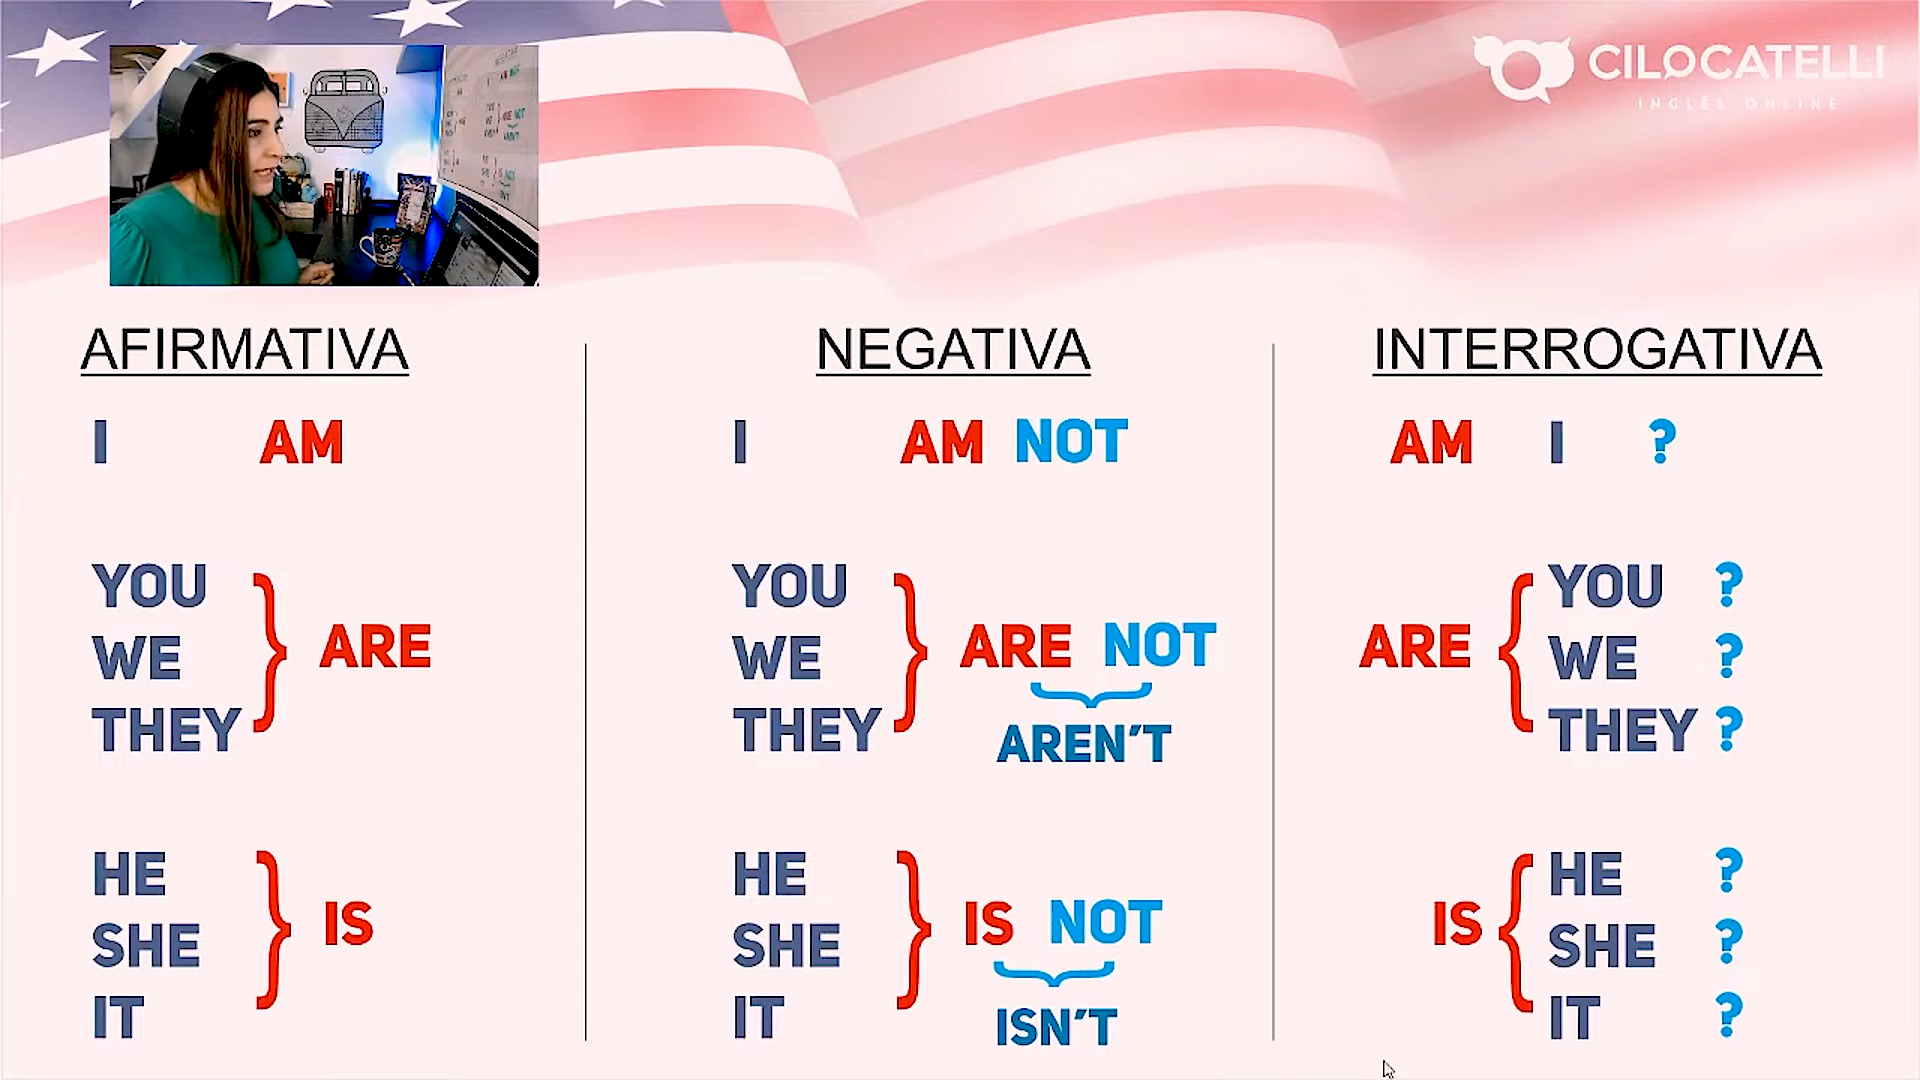 CILOCATELLI
INGLÊS ONLINE
AFIRMATIVA
I AM
YOU
WE
THEY
ARE
HE
SHE
IT
IS
NEGATIVA
I AM NOT
YOU
WE
THEY
ARE NOT
AREN'T
HE
SHE
IT
IS NOT
ISN'T
INTERROGATIVA
AM I ?
ARE
YOU ?
WE ?
THEY ?
IS
HE ?
SHE ?
IT ?